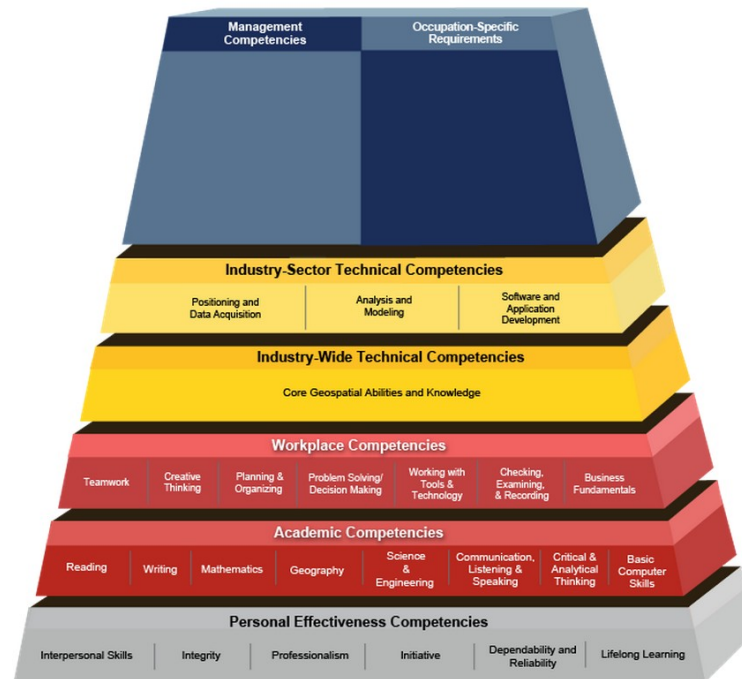 Management
Competencies
Occupation-Specific
Requirements
Industry-Sector Technical Competencies
Positioning and
Data Acquisition
Analysis and
Modeling
Software and
Application
Development
Industry-Wide Technical Competencies
Core Geospatial Abilities and Knowledge
Workplace Competencies
Teamwork
Creative
Thinking
Planning &
Organizing
Problem Solving/
Decision Making
Working with
Tools &
Technology
Checking,
Examining,
& Recording
Business
Fundamentals
Academic Competencies
Reading
Writing
Mathematics
Geography
Science
&
Engineering
Communication,
Listening &
Speaking
Critical &
Analytical
Thinking
Basic
Computer
Skills
Personal Effectiveness Competencies
Interpersonal Skills
Integrity
Professionalism
Initiative
Dependability and
Reliability
Lifelong Learning